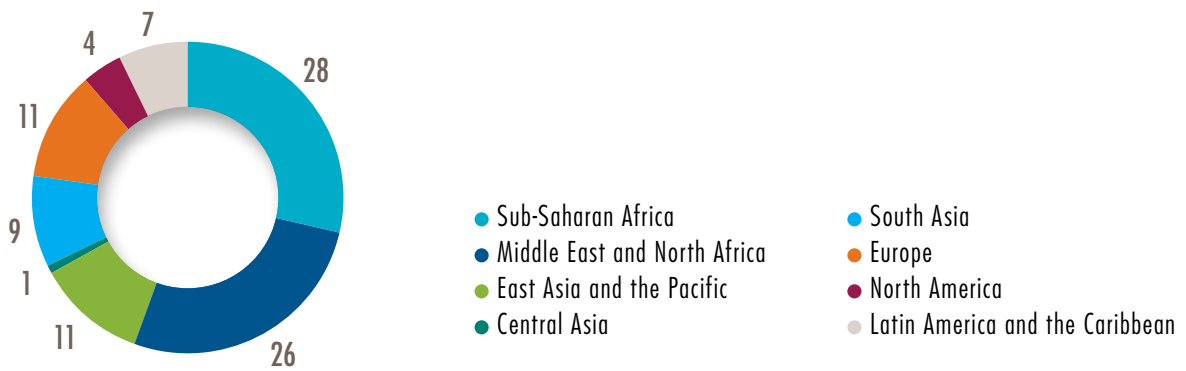 7
4
28
11
9
1
11
26
Sub-Saharan Africa
Middle East and North Africa
East Asia and the Pacific
Central Asia
South Asia
Europe
North America
Latin America and the Caribbean